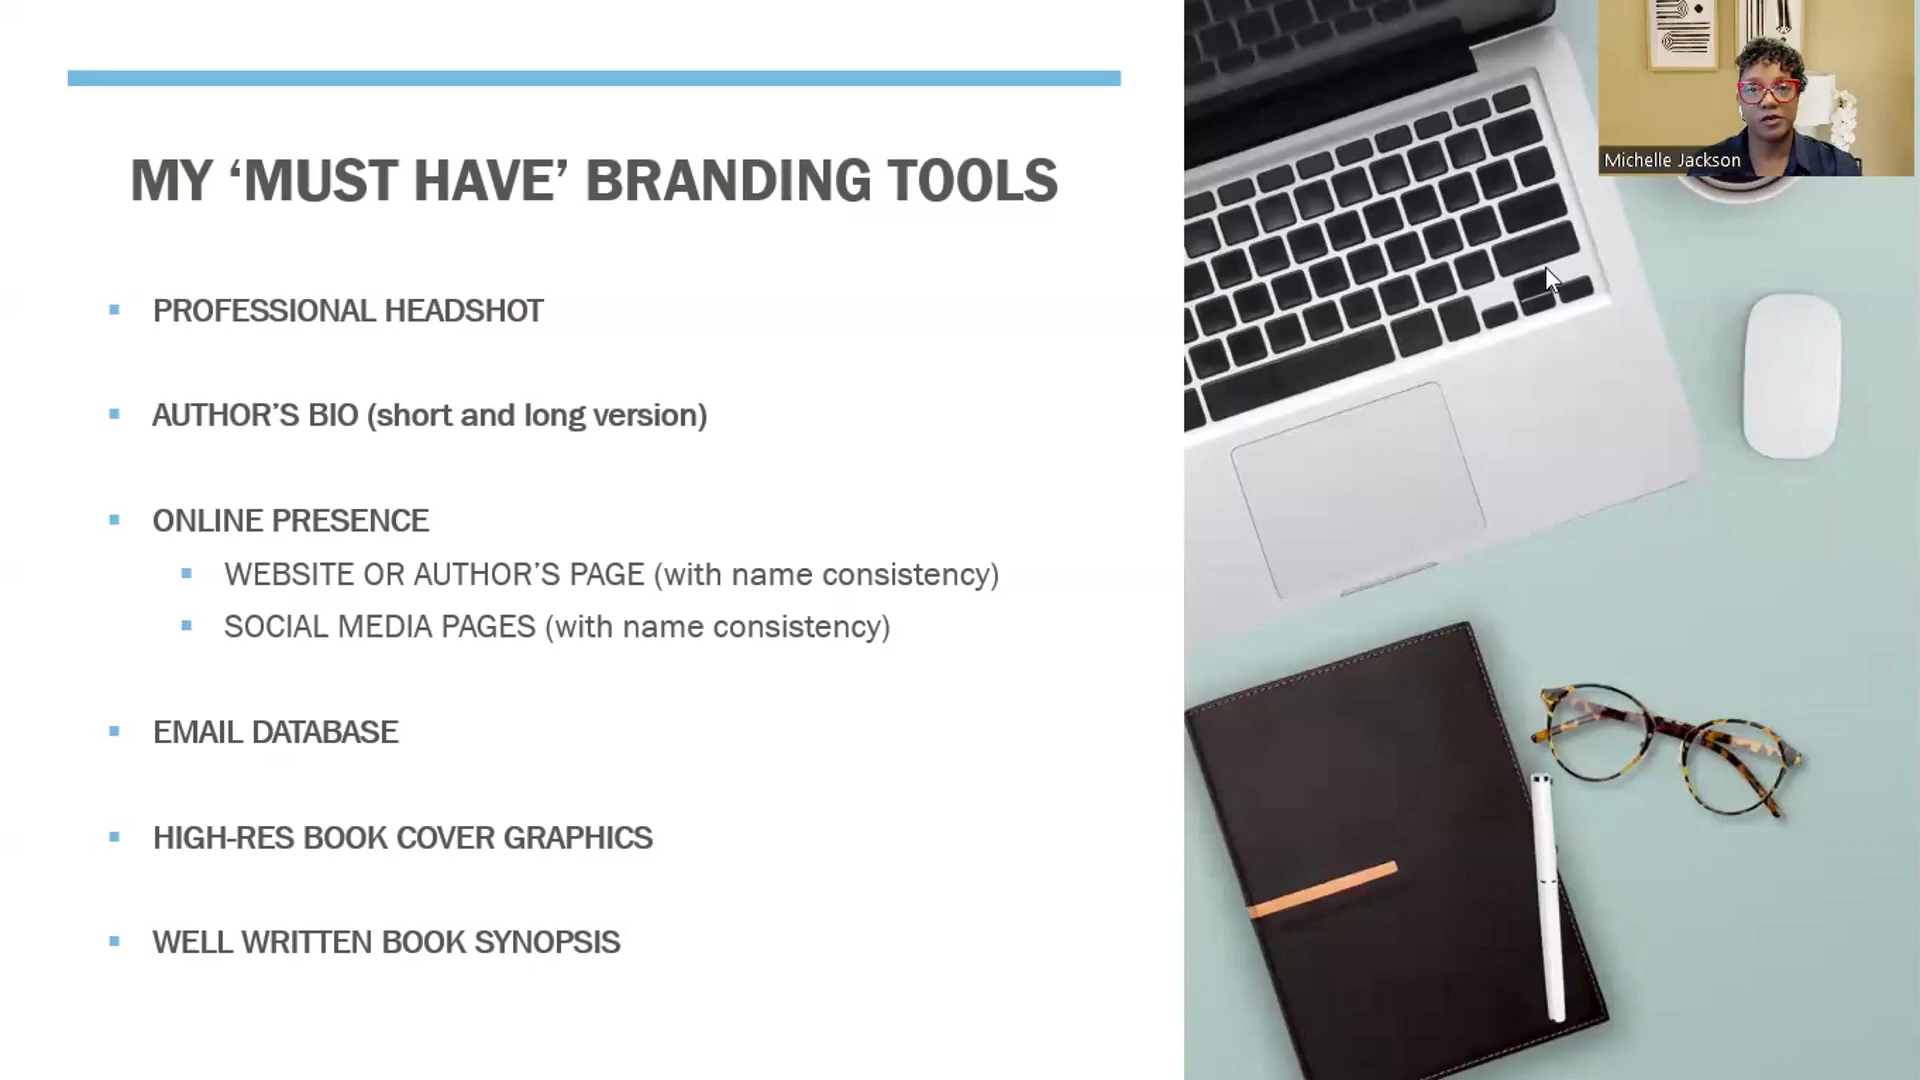 MY ‘MUST HAVE’ BRANDING TOOLS
PROFESSIONAL HEADSHOT
AUTHOR’S BIO (short and long version)
ONLINE PRESENCE
WEBSITE OR AUTHOR’S PAGE (with name consistency)
SOCIAL MEDIA PAGES (with name consistency)
EMAIL DATABASE
HIGH-RES BOOK COVER GRAPHICS
WELL WRITTEN BOOK SYNOPSIS
Michelle Jackson